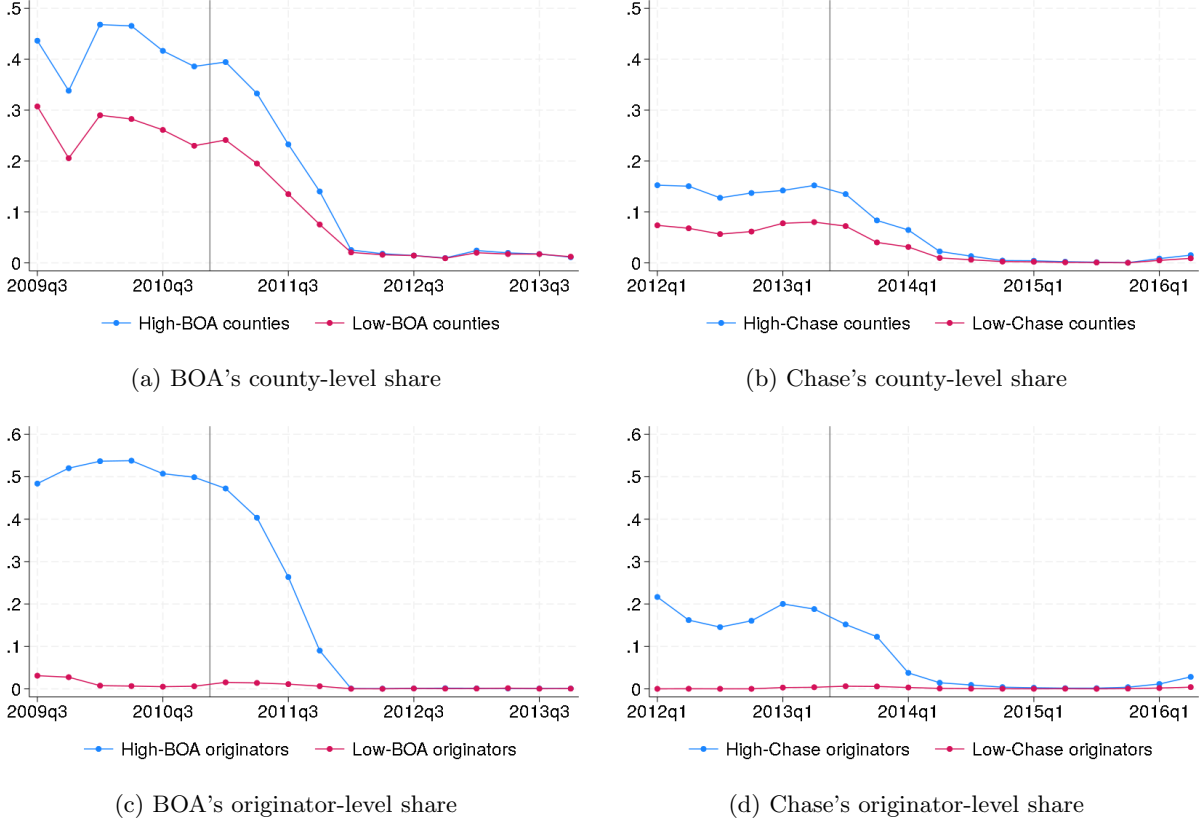 .5
.4
.3
.2
.1
0
2009q3 2010q3 2011q3 2012q3 2013q3
High-BOA counties Low-BOA counties
(a) BOA's county-level share
.5
.4
.3
.2
.1
0
2012q1 2013q1 2014q1 2015q1 2016q1
High-Chase counties Low-Chase counties
(b) Chase's county-level share
.6
.5
.4
.3
.2
.1
0
2009q3 2010q3 2011q3 2012q3 2013q3
High-BOA originators Low-BOA originators
(c) BOA's originator-level share
.6
.5
.4
.3
.2
.1
0
2012q1 2013q1 2014q1 2015q1 2016q1
High-Chase originators Low-Chase originators
(d) Chase's originator-level share